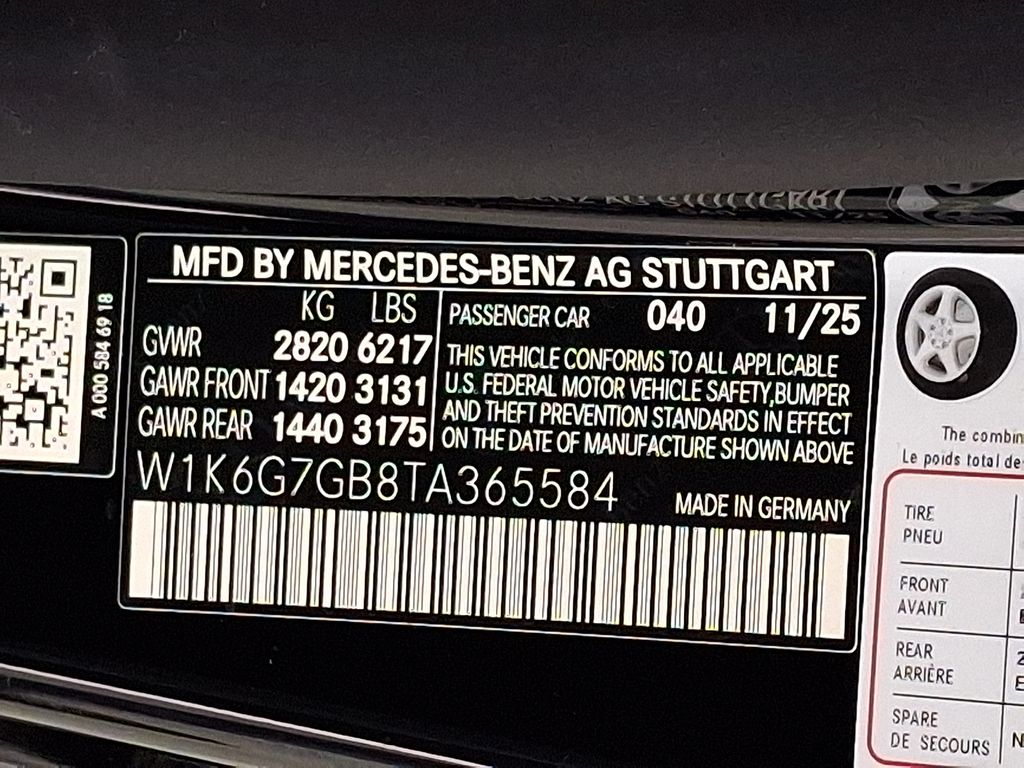 MFD BY MERCEDES-BENZ AG STUTTGART
KG LBS
GVWR 2820 6217
GAWR FRONT 1420 3131
GAWR REAR 1440 3175
PASSENGER CAR 040 11/25
THIS VEHICLE CONFORMS TO ALL APPLICABLE
U.S. FEDERAL MOTOR VEHICLE SAFETY,BUMPER
AND THEFT PREVENTION STANDARDS IN EFFECT
ON THE DATE OF MANUFACTURE SHOWN ABOVE
W1K6G7GB8TA365584
MADE IN GERMANY
A 000 584 69 18
The combin
Le poids total de
TIRE
PNEU
FRONT
AVANT
REAR
ARRIÈRE
SPARE
DE SECOURS